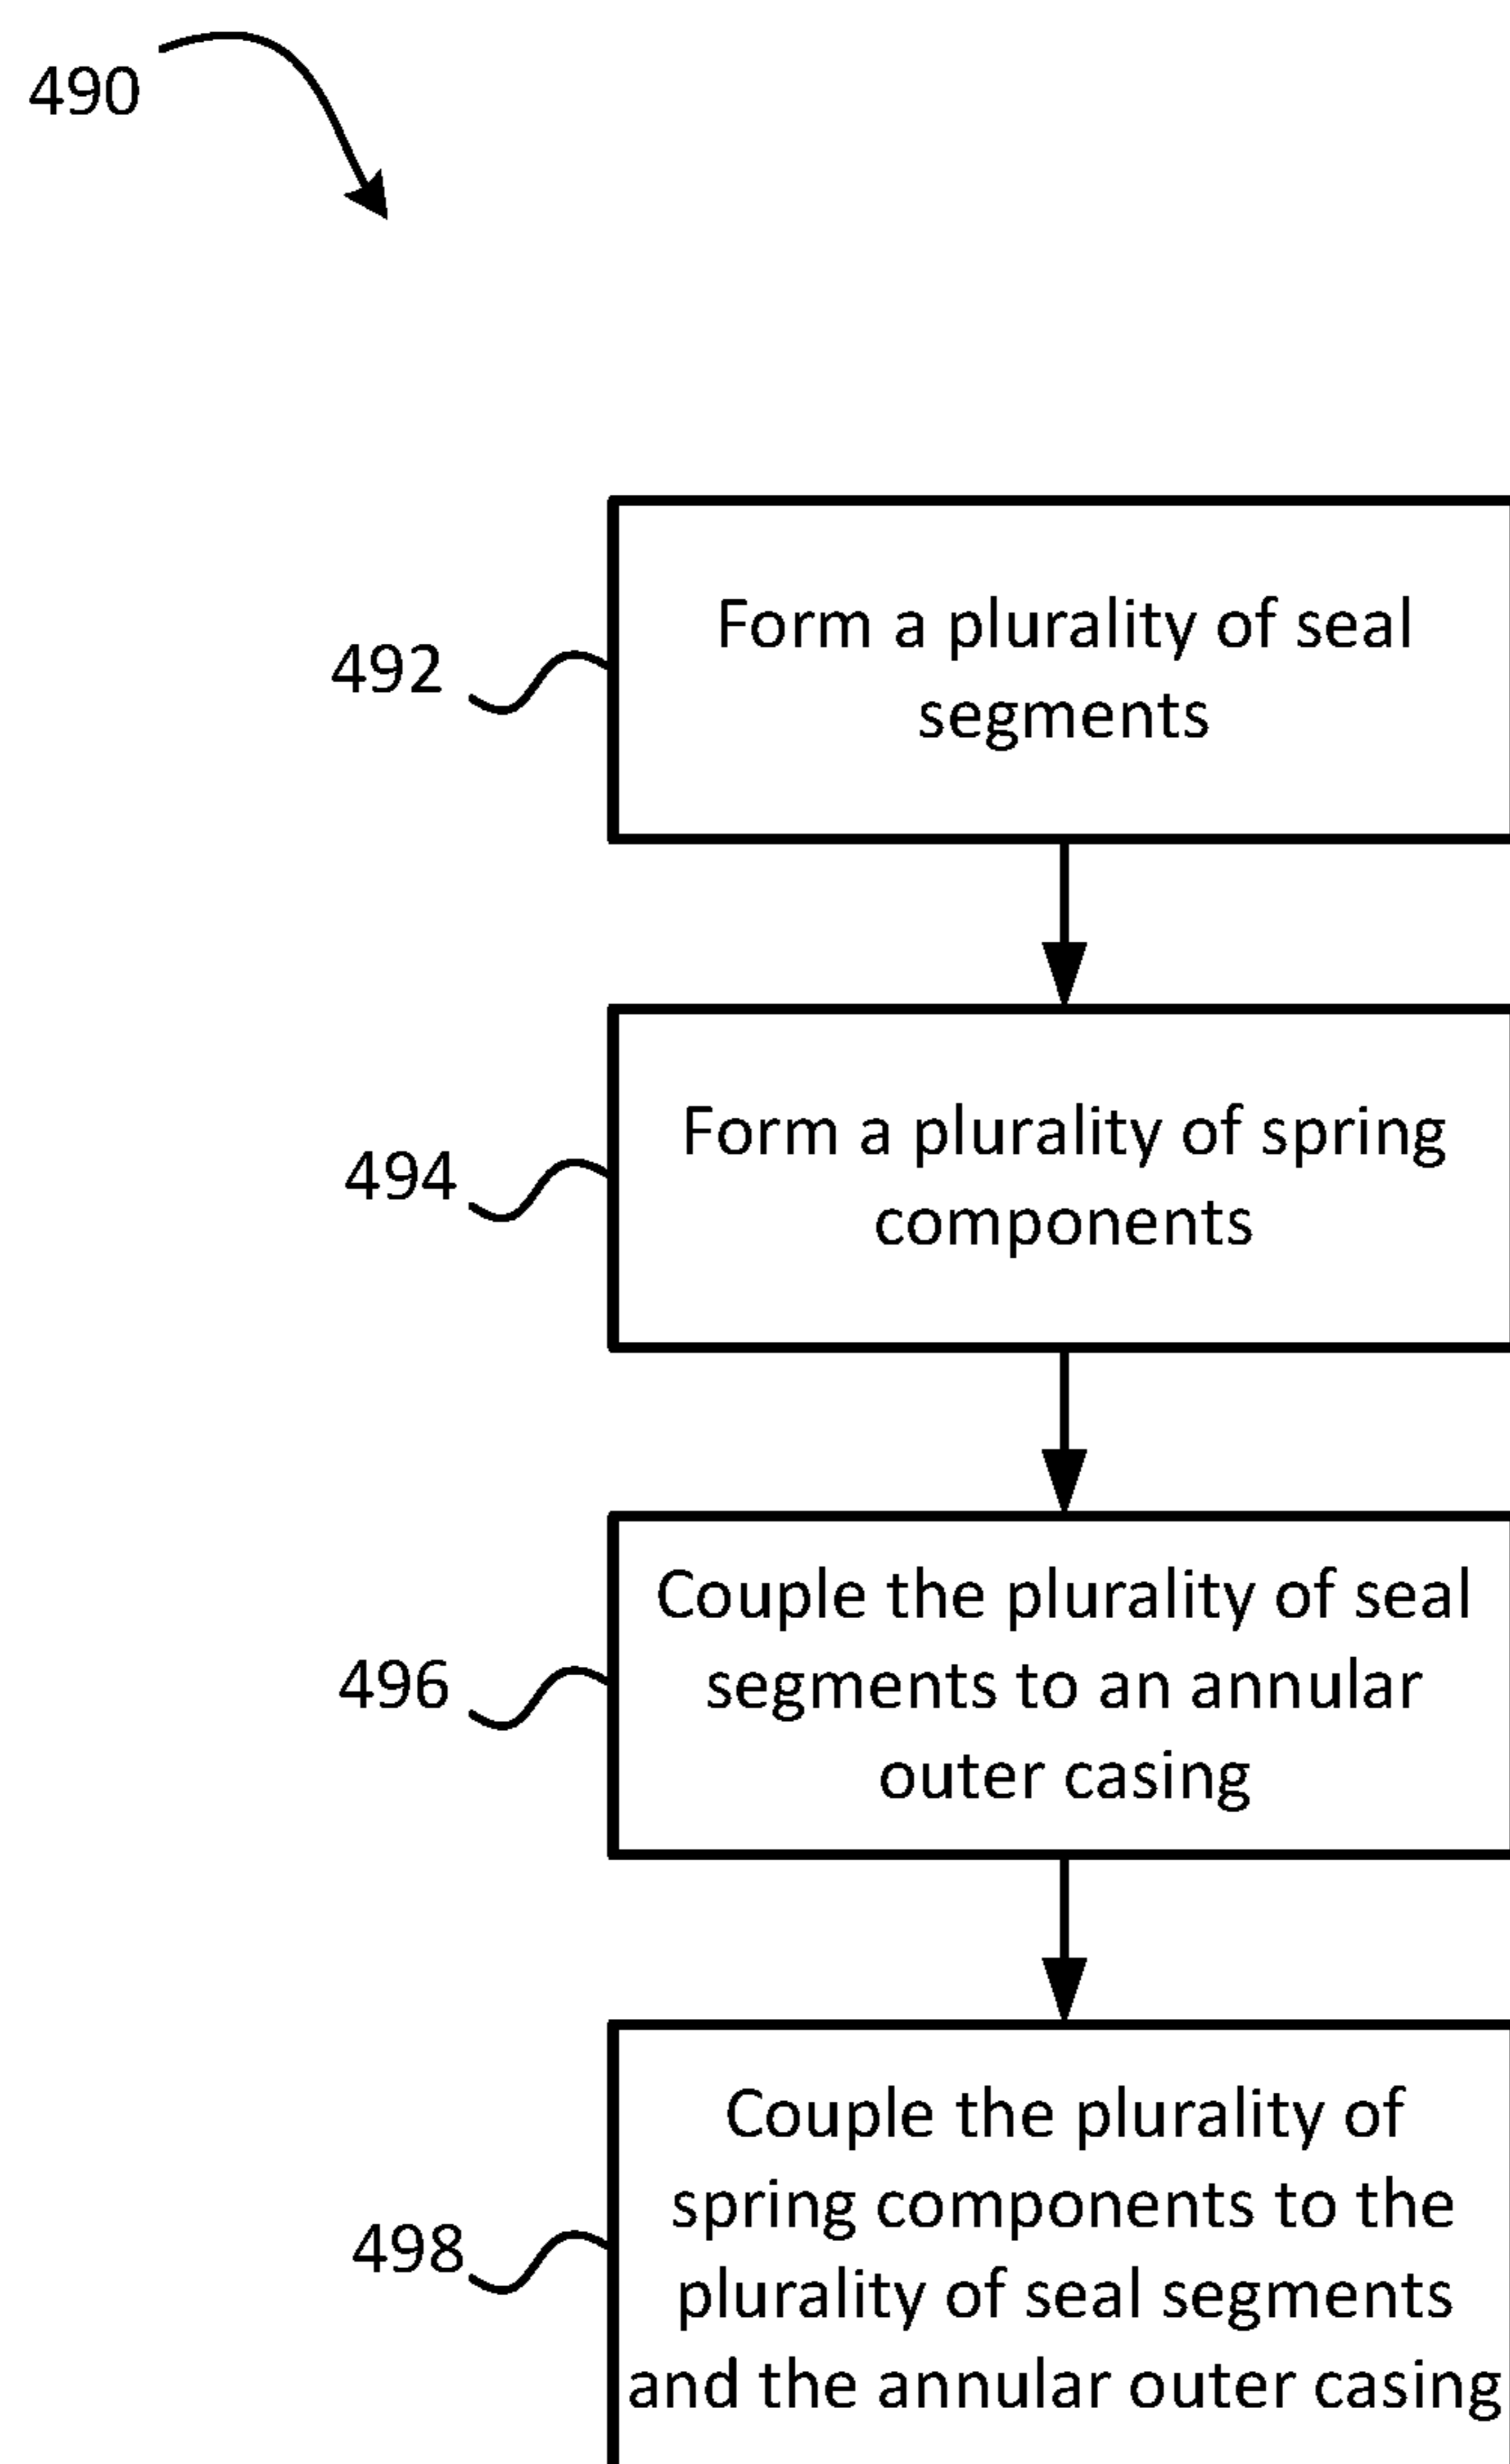 490
492
Form a plurality of seal
segments
494
Form a plurality of spring
components
496
Couple the plurality of seal
segments to an annular
outer casing
498
Couple the plurality of
spring components to the
plurality of seal segments
and the annular outer casing